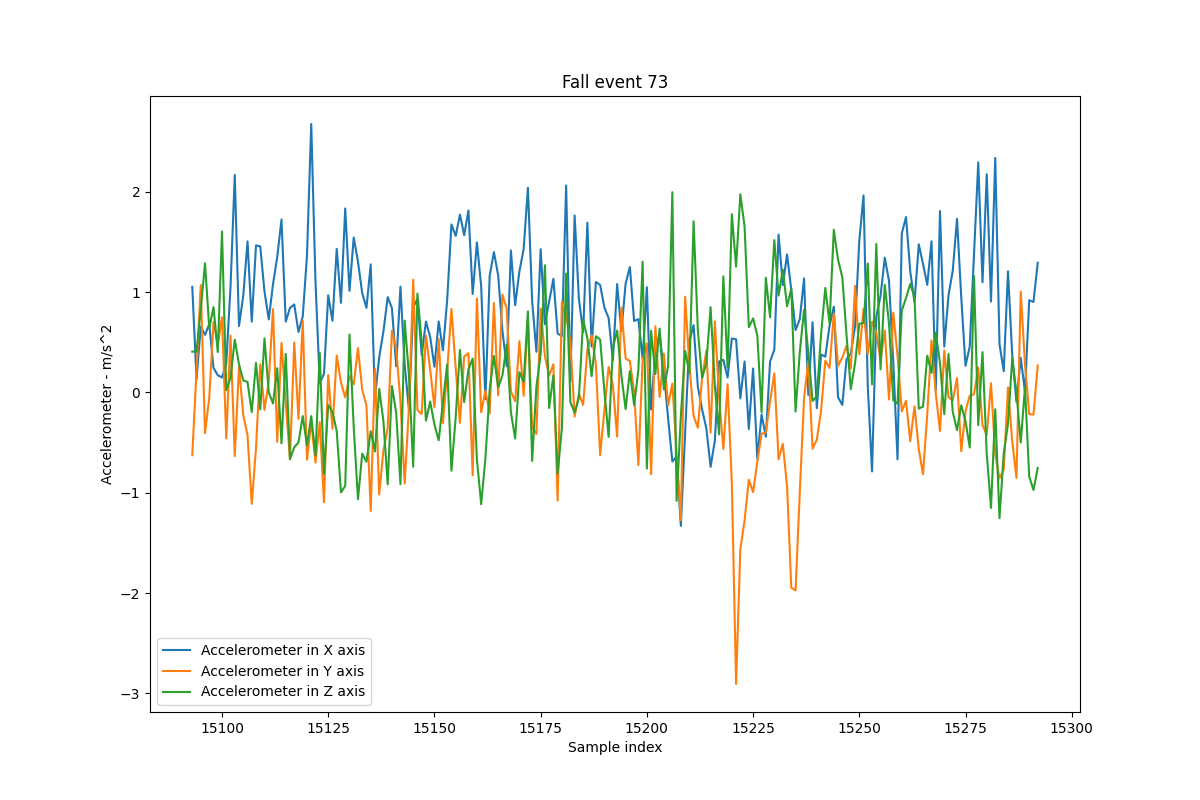 Fall event 73
Accelerometer - m/s^2
2
1
0
−1
−2
−3
Accelerometer in X axis
Accelerometer in Y axis
Accelerometer in Z axis
15100 15125 15150 15175 15200 15225 15250 15275 15300
Sample index